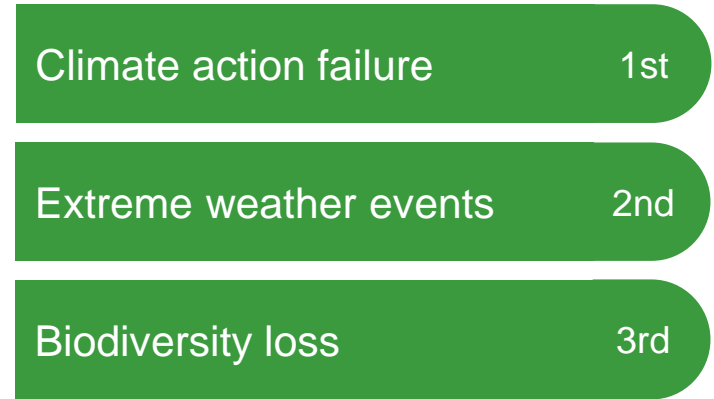 Climate action failure 1st
Extreme weather events 2nd
Biodiversity loss 3rd